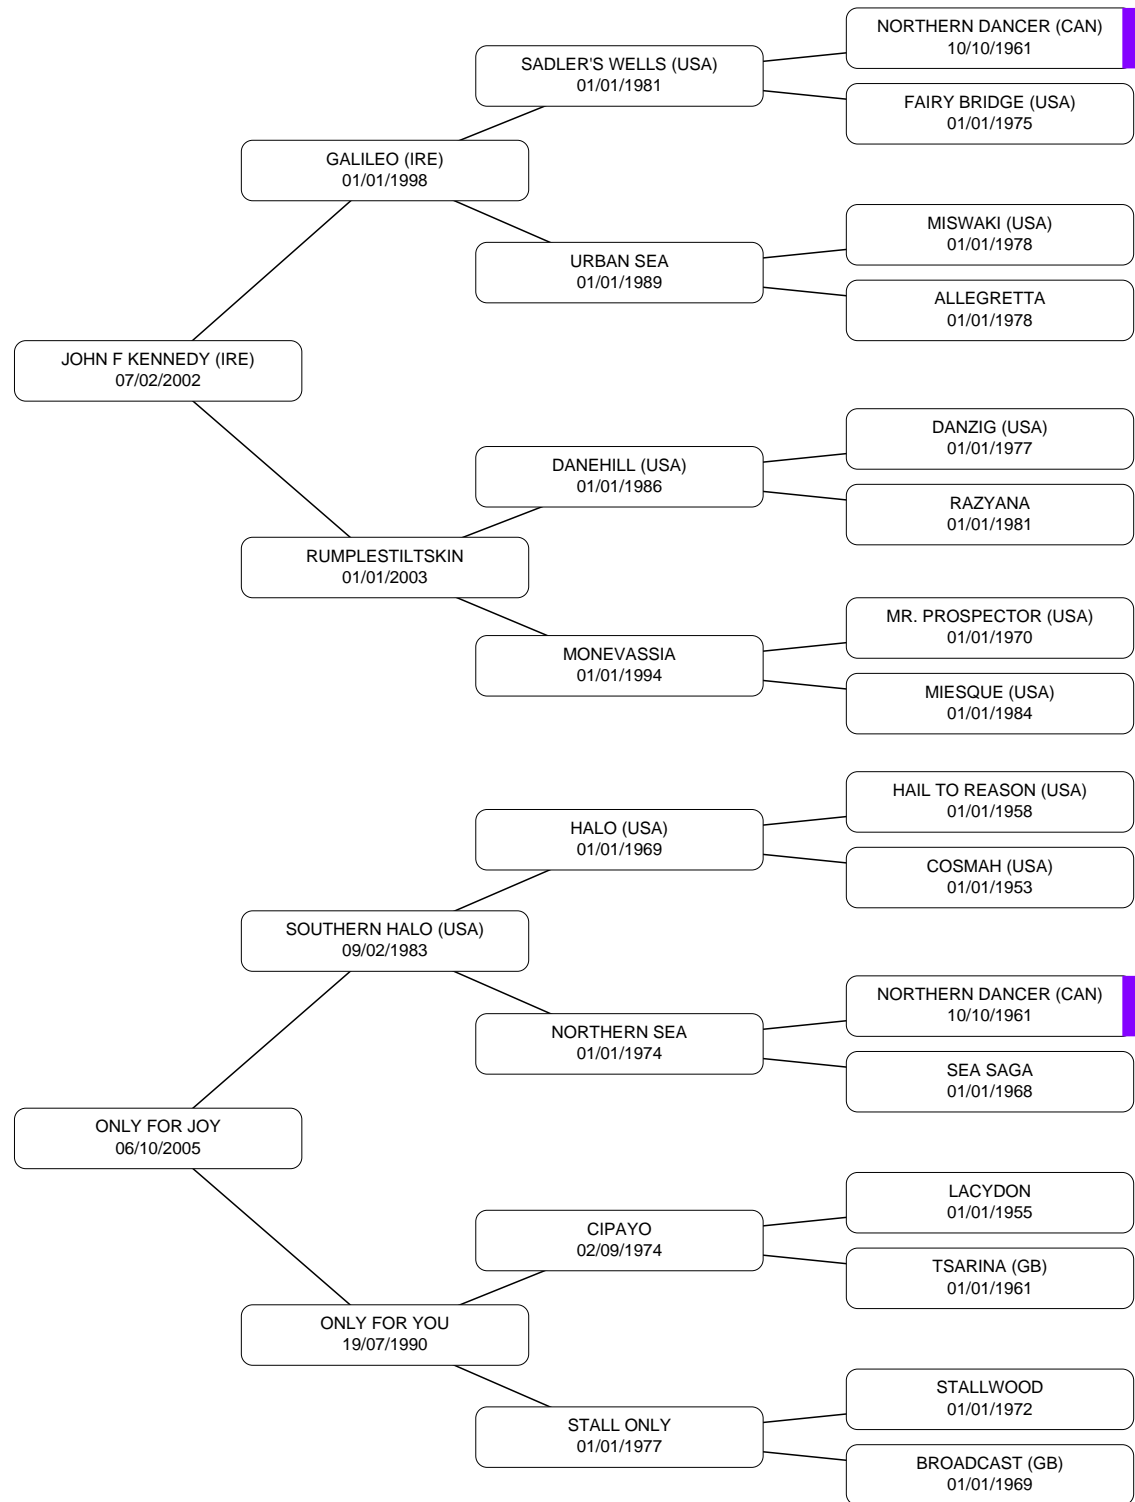 NORTHERN DANCER (CAN)
10/10/1961
SADLER'S WELLS (USA)
01/01/1981
FAIRY BRIDGE (USA)
01/01/1975
GALILEO (IRE)
01/01/1998
MISWAKI (USA)
01/01/1978
URBAN SEA
01/01/1989
ALLEGRETTA
01/01/1978
JOHN F KENNEDY (IRE)
07/02/2002
DANZIG (USA)
01/01/1977
DANEHILL (USA)
01/01/1986
RAZYANA
01/01/1981
RUMPLESTILTSKIN
01/01/2003
MR. PROSPECTOR (USA)
01/01/1970
MONEVASSIA
01/01/1994
MIESQUE (USA)
01/01/1984
HAIL TO REASON (USA)
01/01/1958
HALO (USA)
01/01/1969
COSMAH (USA)
01/01/1953
SOUTHERN HALO (USA)
09/02/1983
NORTHERN DANCER (CAN)
10/10/1961
NORTHERN SEA
01/01/1974
SEA SAGA
01/01/1968
ONLY FOR JOY
06/10/2005
LACYDON
01/01/1955
CIPAYO
02/09/1974
TSARINA (GB)
01/01/1961
ONLY FOR YOU
19/07/1990
STALLWOOD
01/01/1972
STALL ONLY
01/01/1977
BROADCAST (GB)
01/01/1969